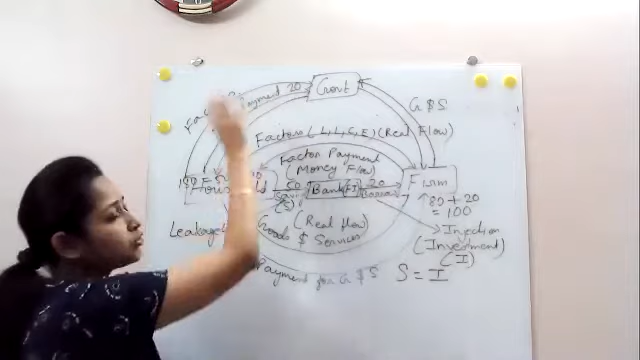 Govt
Payment 20
G & S
Factors (L, L, C, E) (Real Flow)
Factor Payment
(Money Flow)
Firm
50
Bank (FI)
20
80 + 20
= 100
(S)
(Real flow)
Goods & Services
Leakage
Injection
(Investment)
(I)
Payment for G & S
S = I